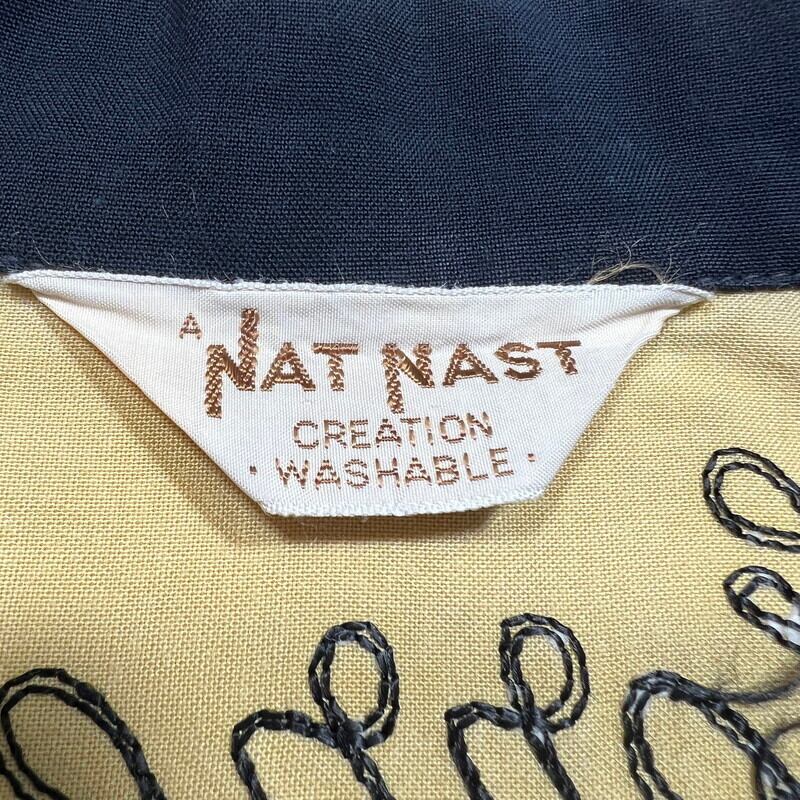 A NAT NAST
CREATION
· WASHABLE ·